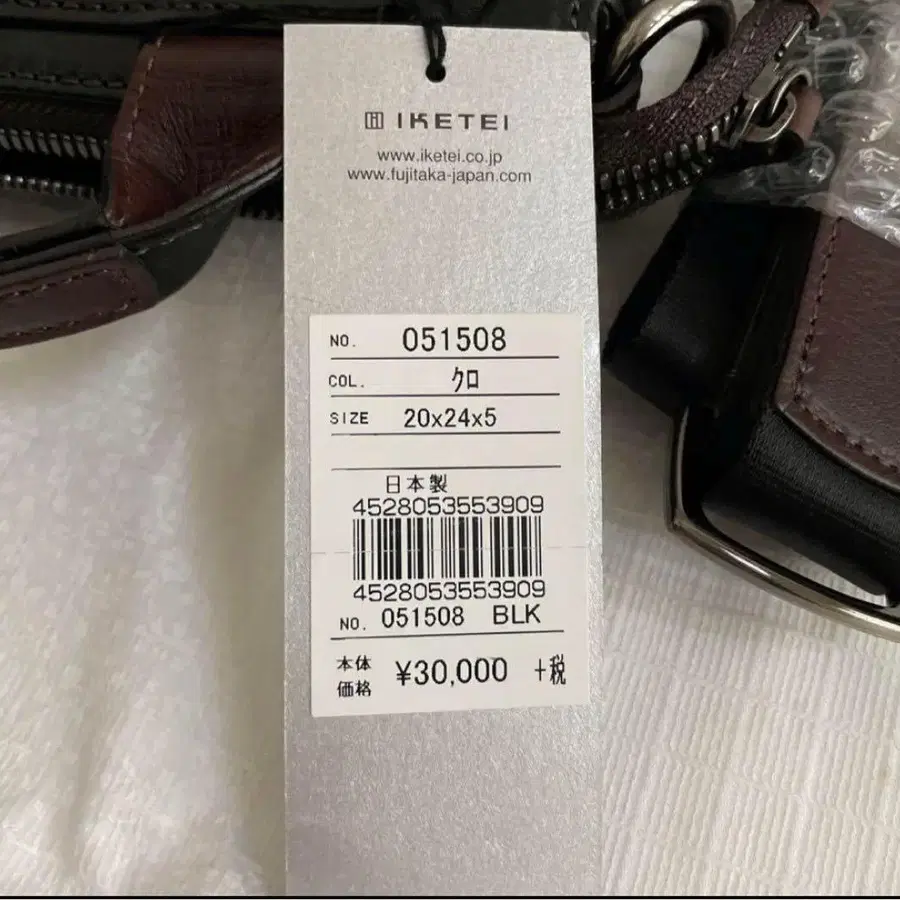 IKETEI
www.iketei.co.jp
www.fujitaka-japan.com
NO. 051508
COL. クロ
SIZE 20x24x5
日本製
4528053553909
4528053553909
NO. 051508 BLK
本体
価格 ¥30,000 +税